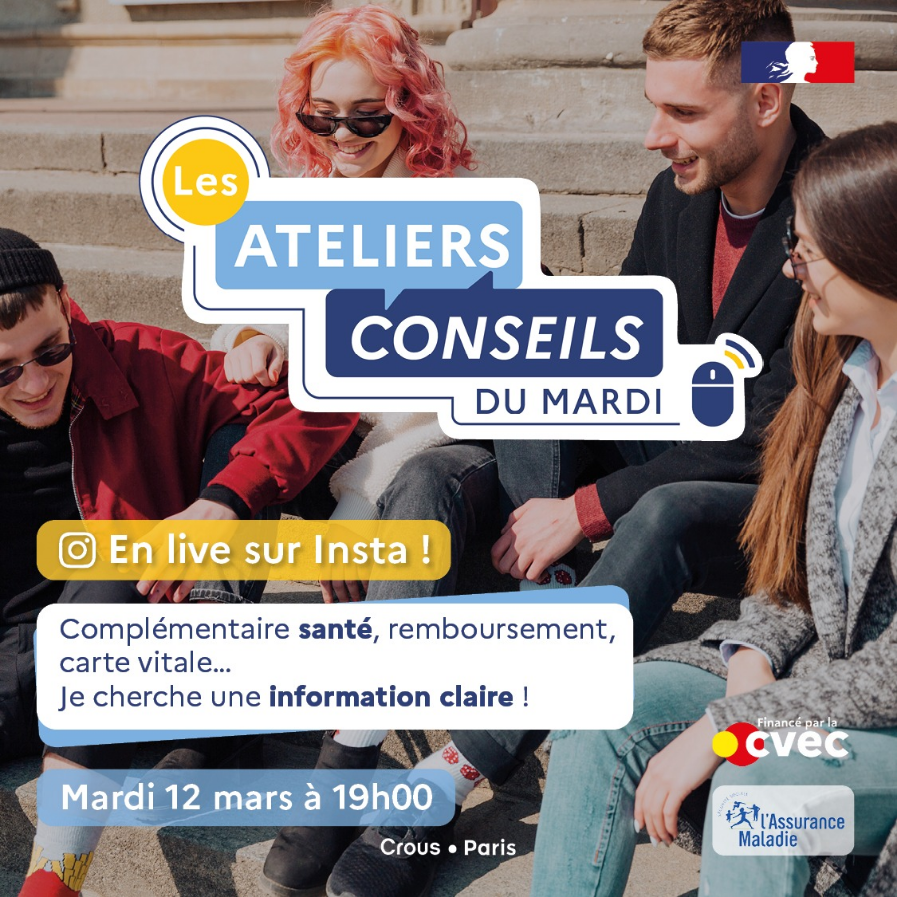 Les
ATELIERS
CONSEILS
DU MARDI
En live sur Insta !
Complémentaire santé, remboursement,
carte vitale...
Je cherche une information claire !
Financé par la
cvec
Mardi 12 mars à 19h00
l'Assurance
Maladie
Crous • Paris